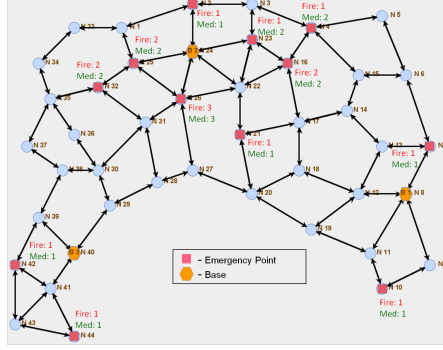 Fire: 1
Med: 1
N 3
Fire: 1
Med: 2
N 4
N 5
N 33
N 1
Fire: 1
Med: 2
N 23
Fire: 2
Med: 2
N 25
B 2
N 24
N 34
N 16
Fire: 2
Med: 2
N 15
N 6
Fire: 2
Med: 2
N 32
N 35
N 26
Fire: 3
Med: 3
N 22
N 14
N 31
N 17
N 36
N 21
Fire: 1
Med: 1
N 37
N 13
Fire: 1
Med: 1
N
N 38
N 30
N 27
N 18
N 28
N 20
N 12
B 1
N 8
N 29
N 39
N 19
Fire: 1
Med: 1
B 3
N 40
N 11
N 42
- Emergency Point
- Base
N
N 41
N 10
Fire: 1
Med: 1
N 43
Fire: 1
Med: 1
N 44